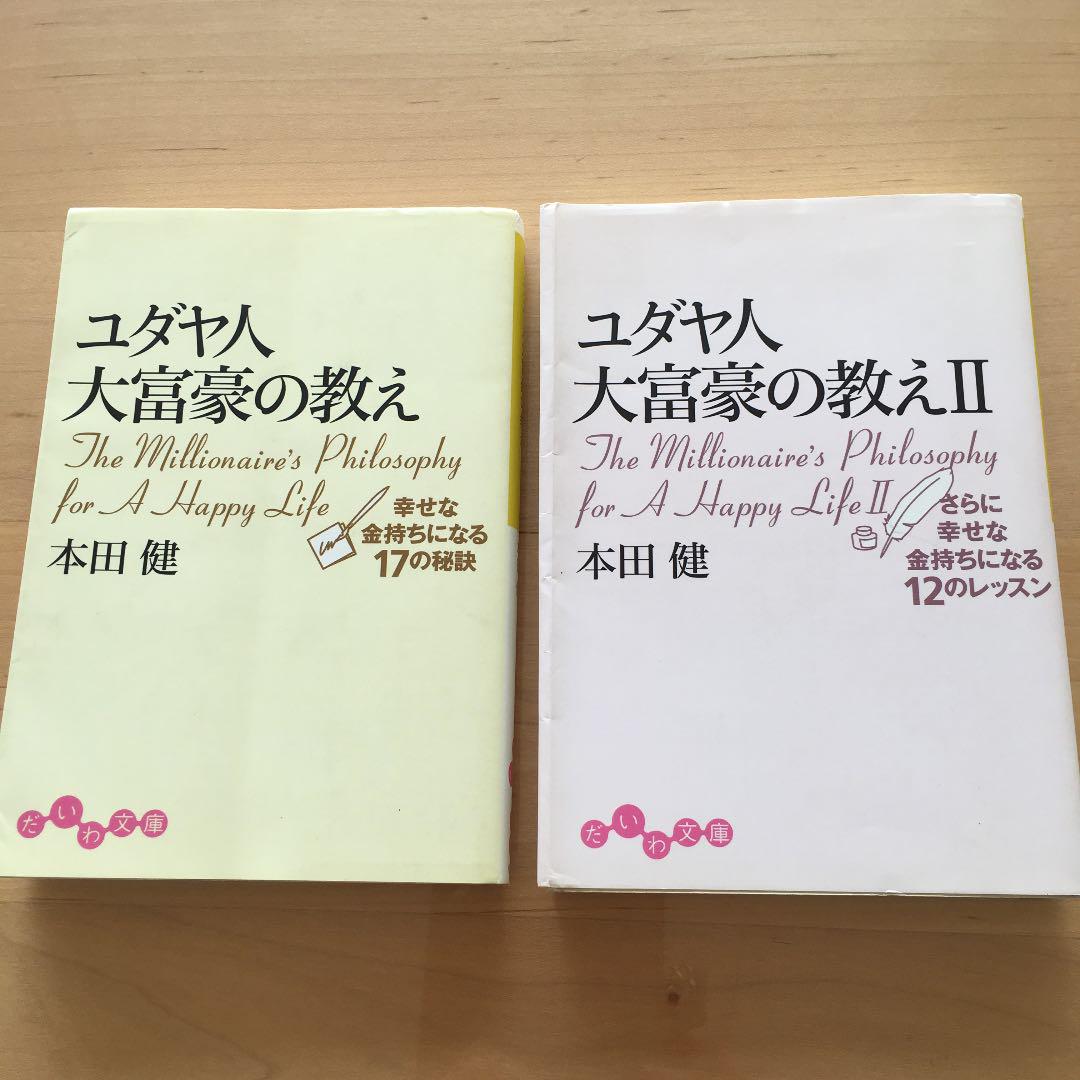 ユダヤ人
大富豪の教え
The Millionaire's Philosophy
for A Happy Life
幸せな
金持ちになる
17の秘訣
本田 健
だいわ文庫
ユダヤ人
大富豪の教えⅡ
The Millionaire's Philosophy
for A Happy Life Ⅱ
さらに
幸せな
金持ちになる
12のレッスン
本田 健
だいわ文庫